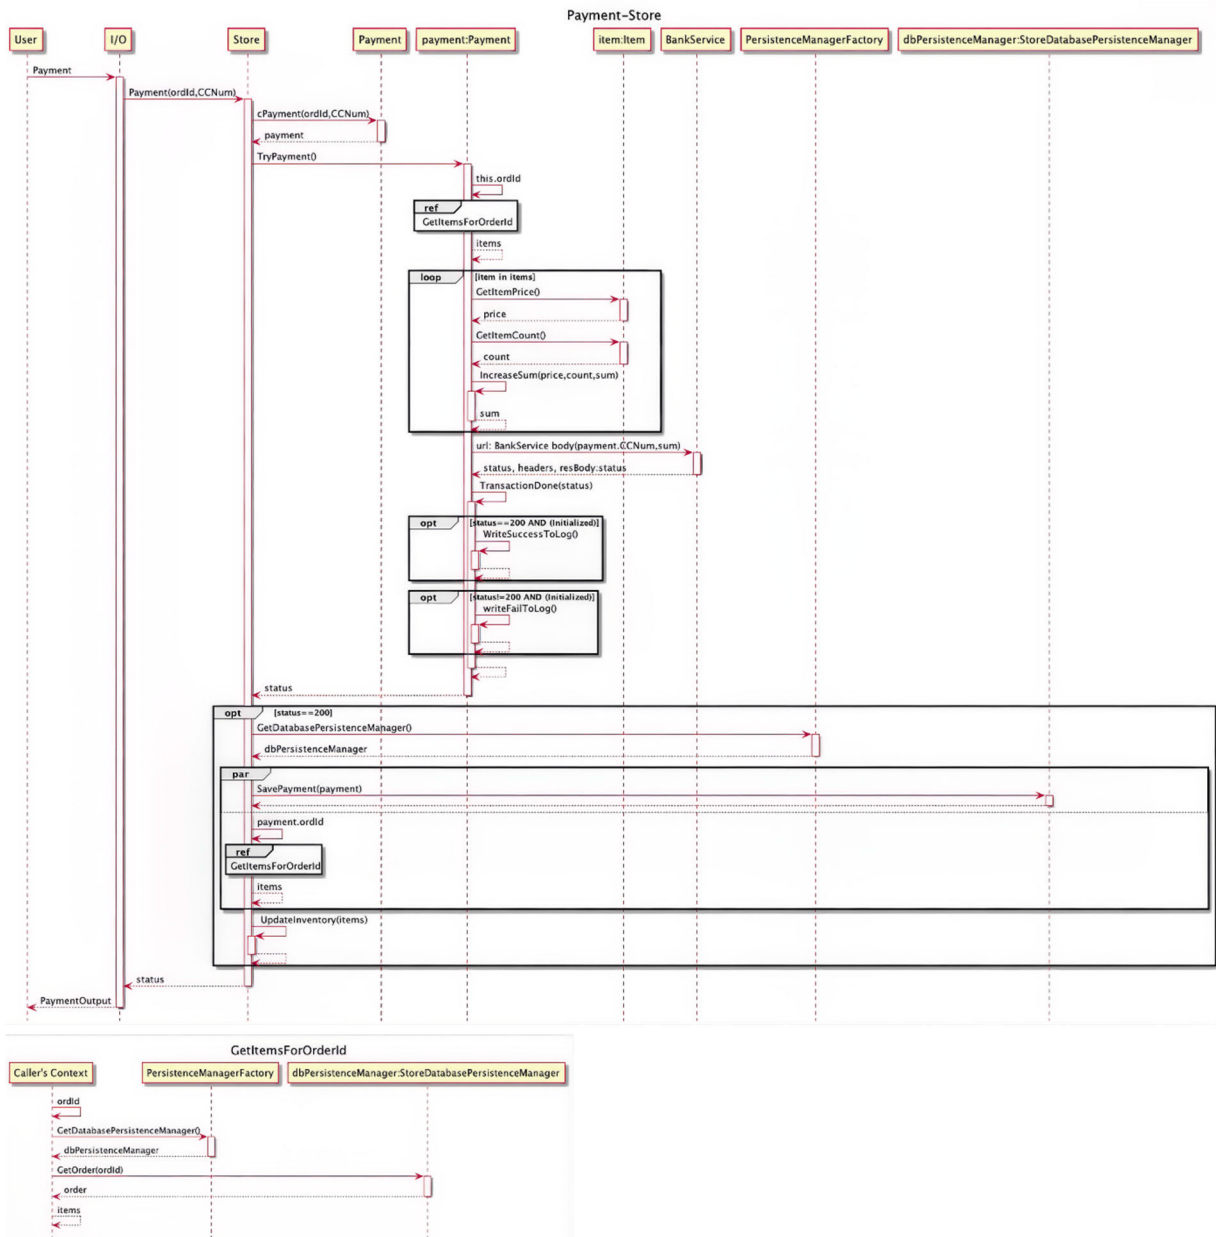 Payment-Store
User I/O Store Payment payment:Payment item:Item BankService PersistenceManagerFactory dbPersistenceManager:StoreDatabasePersistenceManager
Payment
Payment(ordId,CCNum)
cPayment(ordId,CCNum)
payment
TryPayment()
this.ordId
ref
GetItemsForOrderId
items
loop [item in items]
GetItemPrice()
price
GetItemCount()
count
IncreaseSum(price,count,sum)
sum
url: BankService body(payment.CCNum,sum)
status, headers, resBody:status
TransactionDone(status)
opt [status==200 AND (Initialized)]
WriteSuccessToLog()
opt [status!=200 AND (Initialized)]
writeFailToLog()
status
opt [status==200]
GetDatabasePersistenceManager()
dbPersistenceManager
par
SavePayment(payment)
payment.ordId
ref
GetItemsForOrderId
items
UpdateInventory(items)
status
PaymentOutput
GetItemsForOrderId
Caller's Context PersistenceManagerFactory dbPersistenceManager:StoreDatabasePersistenceManager
ordId
GetDatabasePersistenceManager()
dbPersistenceManager
GetOrder(ordId)
order
items